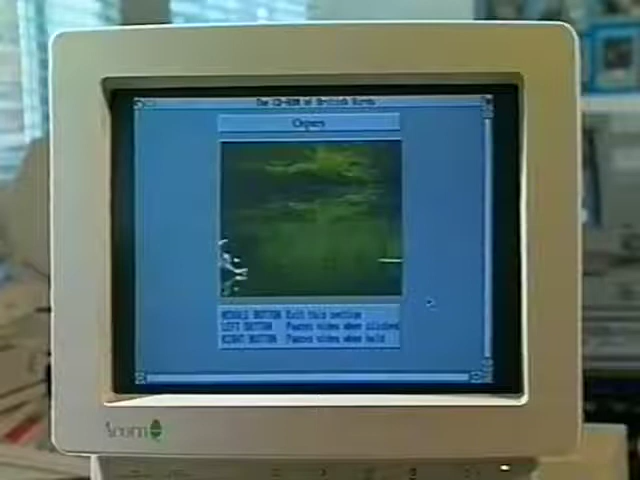 The CD-ROM of British Birds
Open
MIDDLE BUTTON Exit this section
LEFT BUTTON Pauses video when clicked
RIGHT BUTTON Pauses video when held
Acorn